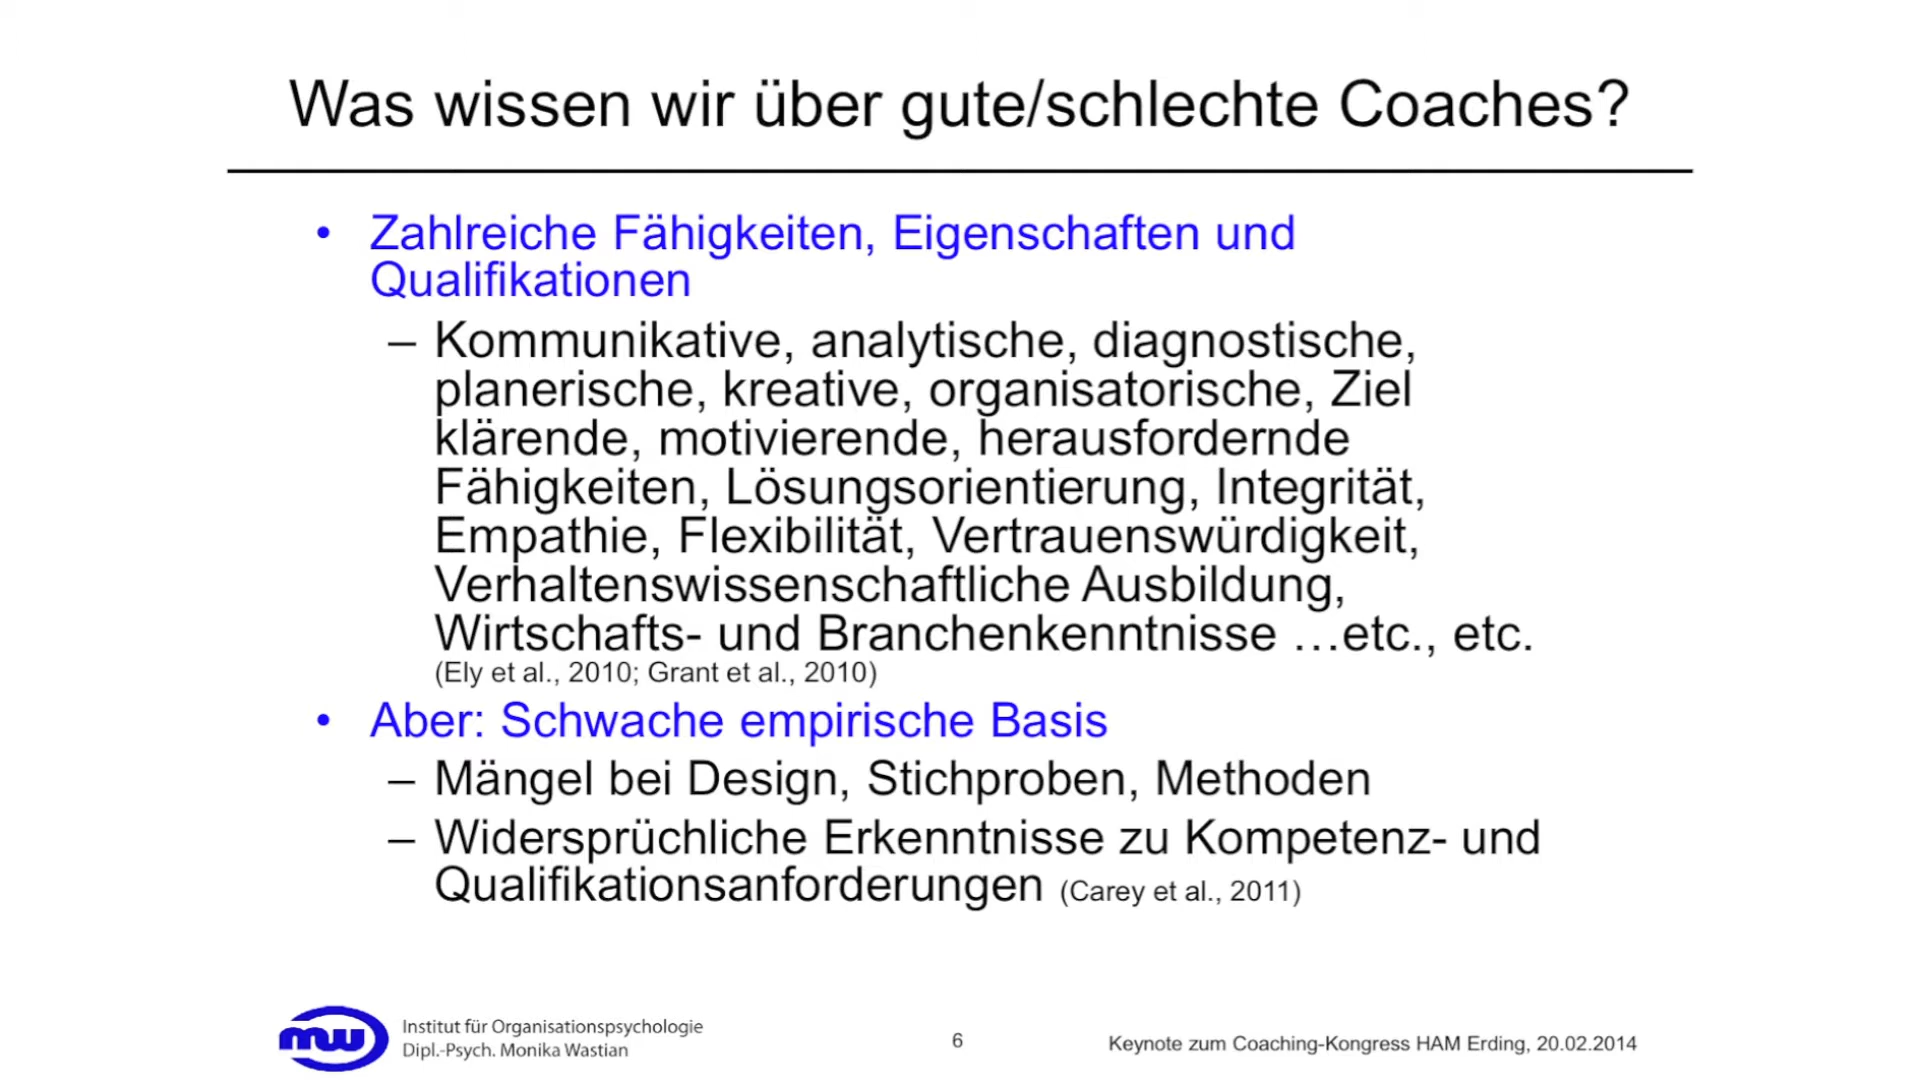 Was wissen wir über gute/schlechte Coaches?
• Zahlreiche Fähigkeiten, Eigenschaften und
Qualifikationen
– Kommunikative, analytische, diagnostische,
planerische, kreative, organisatorische, Ziel
klärende, motivierende, herausfordernde
Fähigkeiten, Lösungsorientierung, Integrität,
Empathie, Flexibilität, Vertrauenswürdigkeit,
Verhaltenswissenschaftliche Ausbildung,
Wirtschafts- und Branchenkenntnisse …etc., etc.
(Ely et al., 2010; Grant et al., 2010)
• Aber: Schwache empirische Basis
– Mängel bei Design, Stichproben, Methoden
– Widersprüchliche Erkenntnisse zu Kompetenz- und
Qualifikationsanforderungen (Carey et al., 2011)
mw
Institut für Organisationspsychologie
Dipl.-Psych. Monika Wastian
6
Keynote zum Coaching-Kongress HAM Erding, 20.02.2014